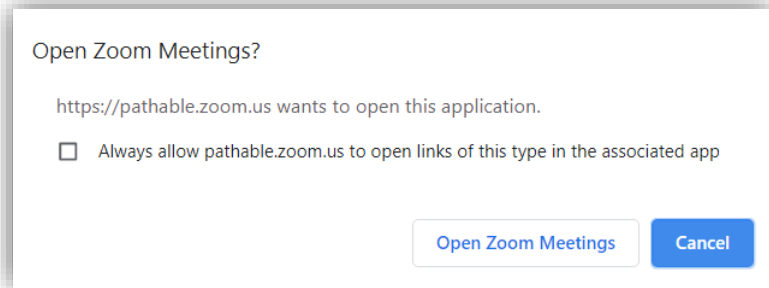 Open Zoom Meetings?
https://pathable.zoom.us wants to open this application.
Always allow pathable.zoom.us to open links of this type in the associated app
Open Zoom Meetings
Cancel